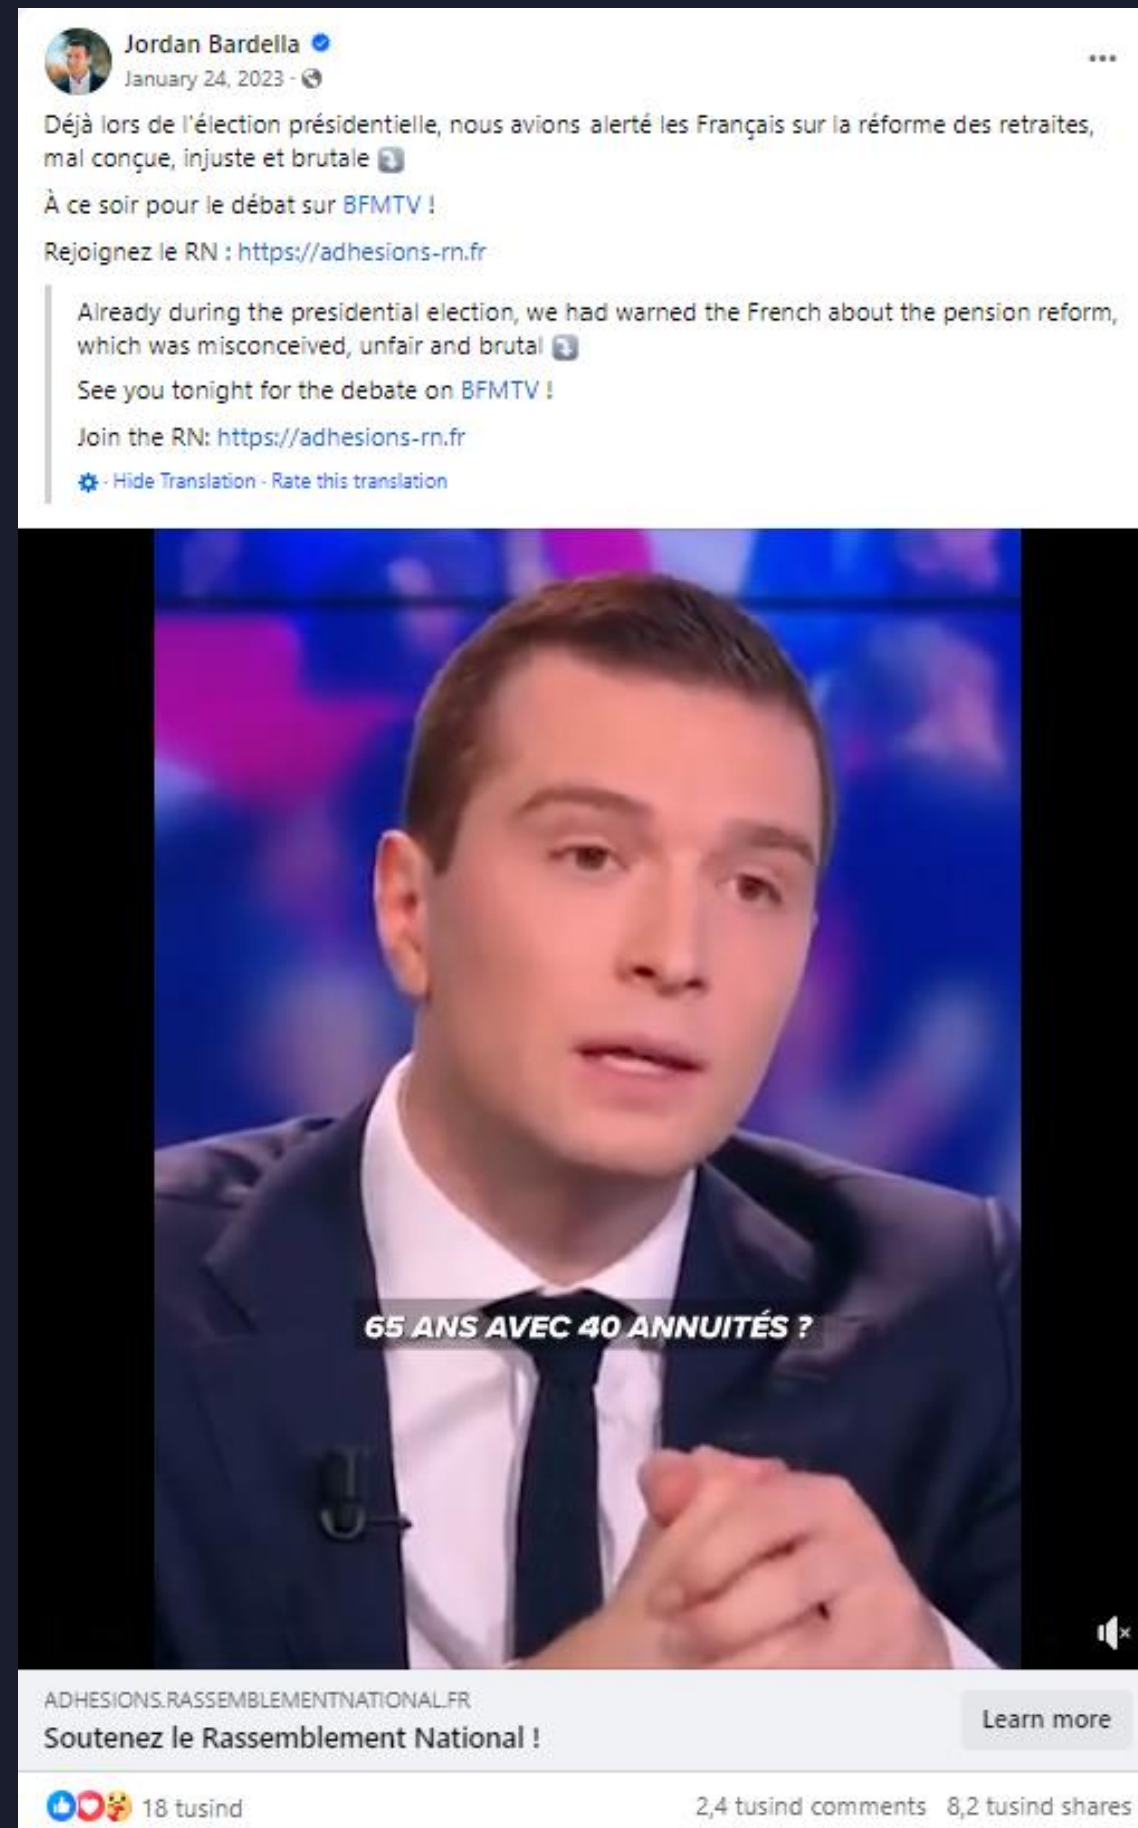 Jordan Bardella
January 24, 2023 ·
Déjà lors de l'élection présidentielle, nous avions alerté les Français sur la réforme des retraites,
mal conçue, injuste et brutale
À ce soir pour le débat sur BFMTV !
Rejoignez le RN : https://adhesions-rn.fr
Already during the presidential election, we had warned the French about the pension reform,
which was misconceived, unfair and brutal
See you tonight for the debate on BFMTV !
Join the RN: https://adhesions-rn.fr
· Hide Translation · Rate this translation
65 ANS AVEC 40 ANNUITÉS ?
ADHESIONS.RASSEMBLEMENTNATIONAL.FR
Soutenez le Rassemblement National !
Learn more
18 tusind
2,4 tusind comments 8,2 tusind shares